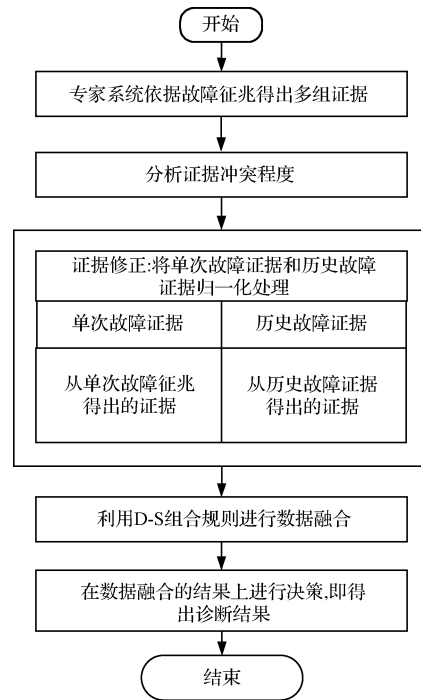 开始
专家系统依据故障征兆得出多组证据
分析证据冲突程度
证据修正:将单次故障证据和历史故障
证据归一化处理
单次故障证据
历史故障证据
从单次故障征兆
得出的证据
从历史故障证据
得出的证据
利用D-S组合规则进行数据融合
在数据融合的结果上进行决策,即得
出诊断结果
结束